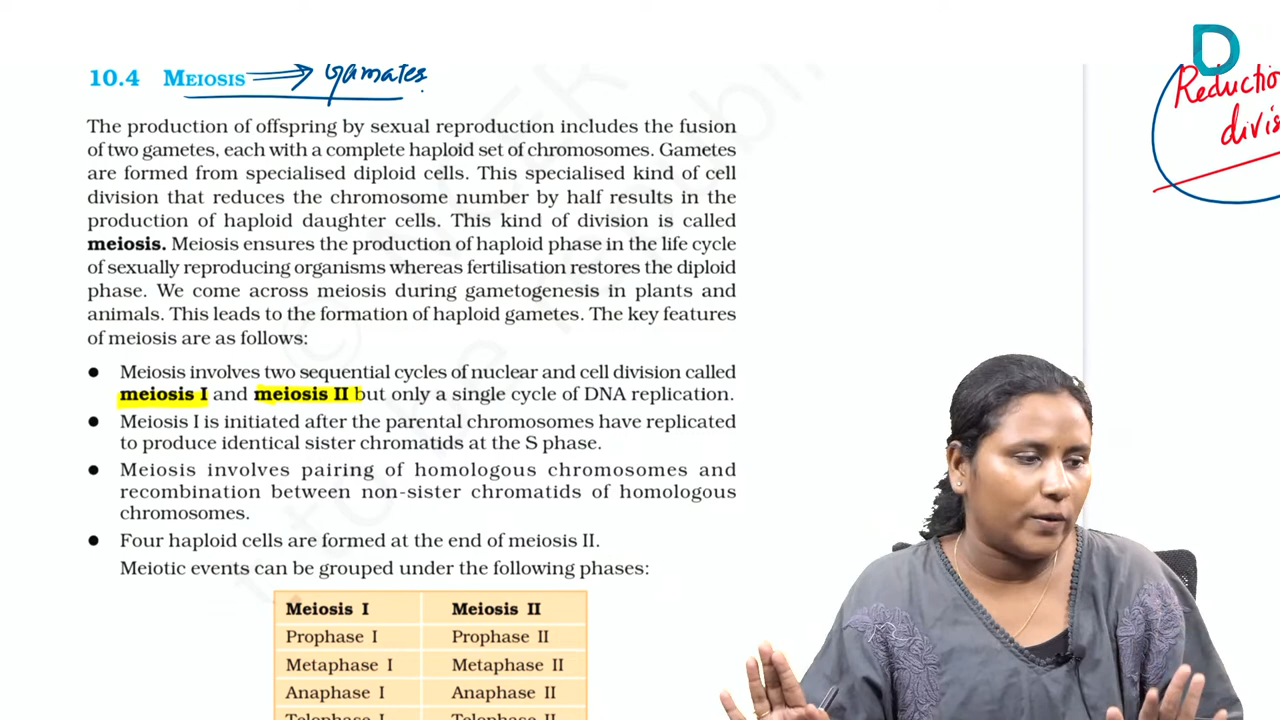 10.4 MEIOSIS Gamates
D
Reductio
divis
The production of offspring by sexual reproduction includes the fusion
of two gametes, each with a complete haploid set of chromosomes. Gametes
are formed from specialised diploid cells. This specialised kind of cell
division that reduces the chromosome number by half results in the
production of haploid daughter cells. This kind of division is called
meiosis. Meiosis ensures the production of haploid phase in the life cycle
of sexually reproducing organisms whereas fertilisation restores the diploid
phase. We come across meiosis during gametogenesis in plants and
animals. This leads to the formation of haploid gametes. The key features
of meiosis are as follows:
● Meiosis involves two sequential cycles of nuclear and cell division called
meiosis I and meiosis II but only a single cycle of DNA replication.
● Meiosis I is initiated after the parental chromosomes have replicated
to produce identical sister chromatids at the S phase.
● Meiosis involves pairing of homologous chromosomes and
recombination between non-sister chromatids of homologous
chromosomes.
● Four haploid cells are formed at the end of meiosis II.
Meiotic events can be grouped under the following phases:
Meiosis I Meiosis II
Prophase I Prophase II
Metaphase I Metaphase II
Anaphase I Anaphase II
Telophase I Telophase II